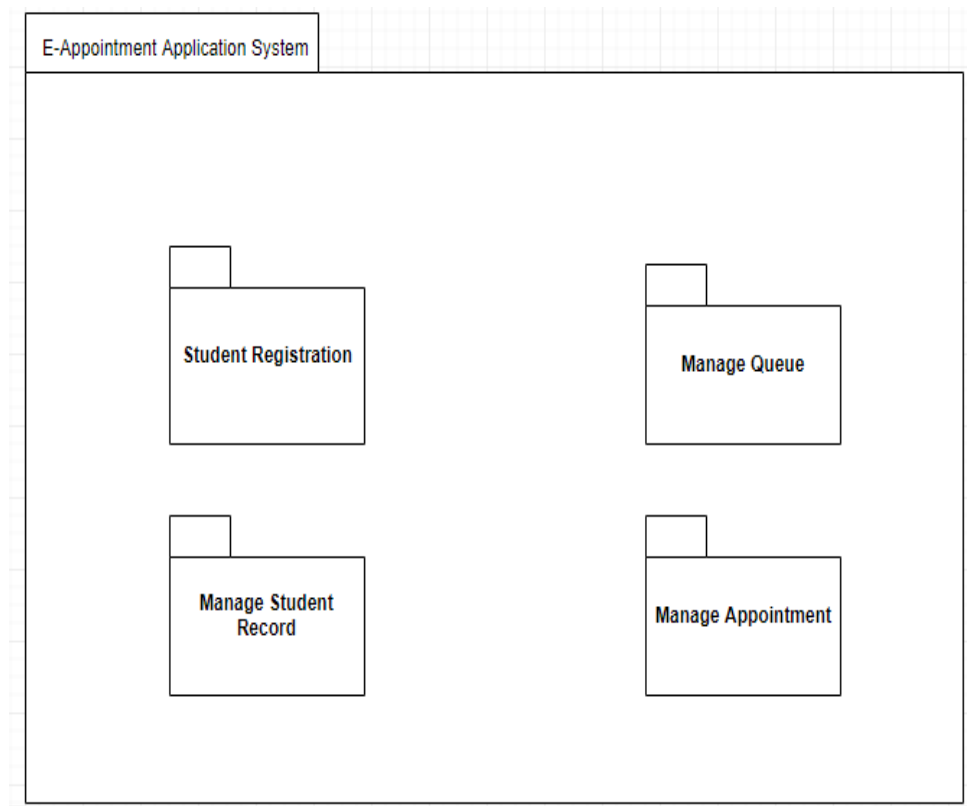 E-Appointment Application System
Student Registration
Manage Queue
Manage Student
Record
Manage Appointment